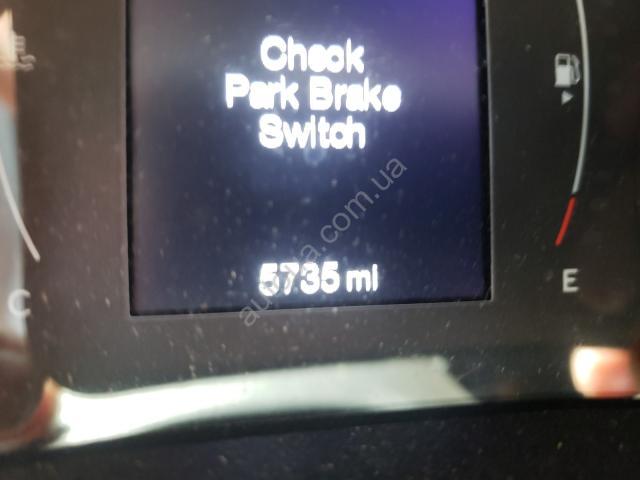 Check
Park Brake
Switch
5735 mi
E
C